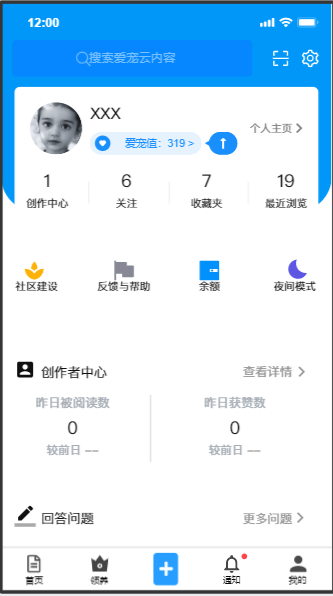 12:00
搜索爱宠云内容
XXX
个人主页 >
爱宠值：319 >
1 6 7 19
创作中心 关注 收藏夹 最近浏览
社区建设 反馈与帮助 余额 夜间模式
创作者中心 查看详情 >
昨日被阅读数 昨日获赞数
0 0
较前日 —— 较前日 ——
回答问题 更多问题 >
首页 领养 通知 我的